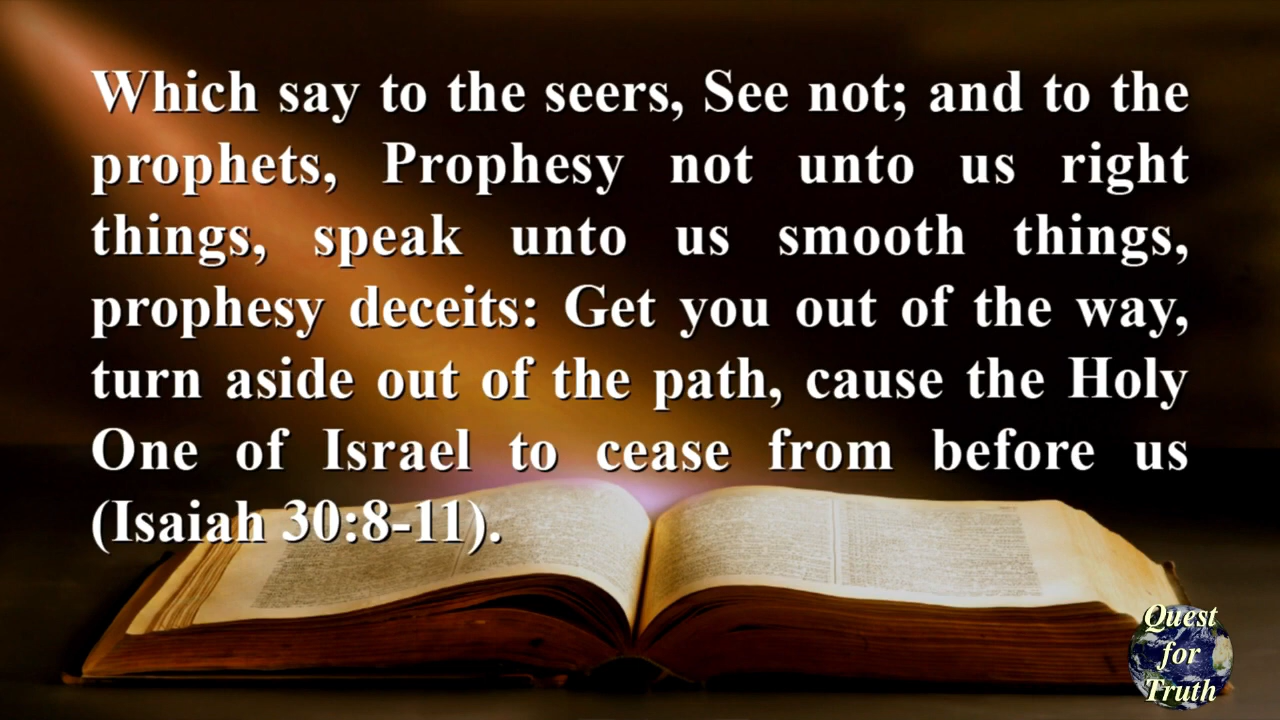 Which say to the seers, See not; and to the
prophets, Prophesy not unto us right
things, speak unto us smooth things,
prophesy deceits: Get you out of the way,
turn aside out of the path, cause the Holy
One of Israel to cease from before us
(Isaiah 30:8-11).
Quest
for
Truth